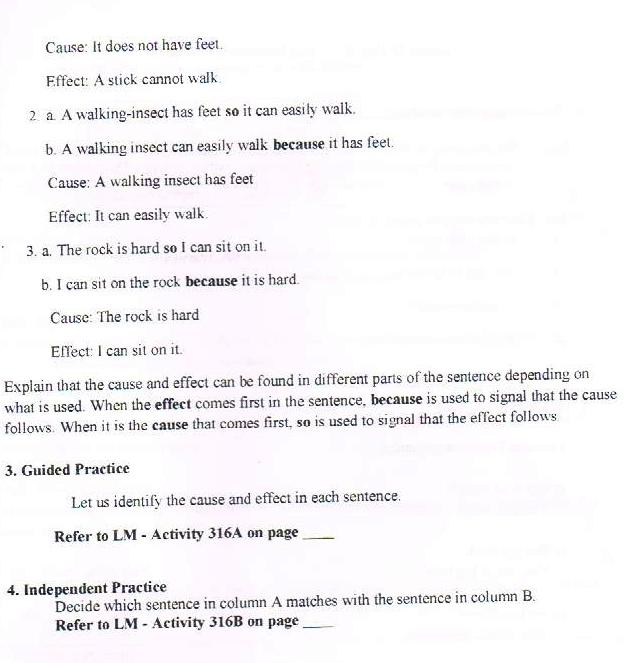 Cause: It does not have feet.
Effect: A stick cannot walk.
2. a. A walking-insect has feet so it can easily walk.
b. A walking insect can easily walk because it has feet.
Cause: A walking insect has feet
Effect: It can easily walk.
3. a. The rock is hard so I can sit on it.
b. I can sit on the rock because it is hard.
Cause: The rock is hard
Effect: I can sit on it.
Explain that the cause and effect can be found in different parts of the sentence depending on
what is used. When the effect comes first in the sentence, because is used to signal that the cause
follows. When it is the cause that comes first, so is used to signal that the effect follows.
3. Guided Practice
Let us identify the cause and effect in each sentence.
Refer to LM - Activity 316A on page ____
4. Independent Practice
Decide which sentence in column A matches with the sentence in column B.
Refer to LM - Activity 316B on page ____